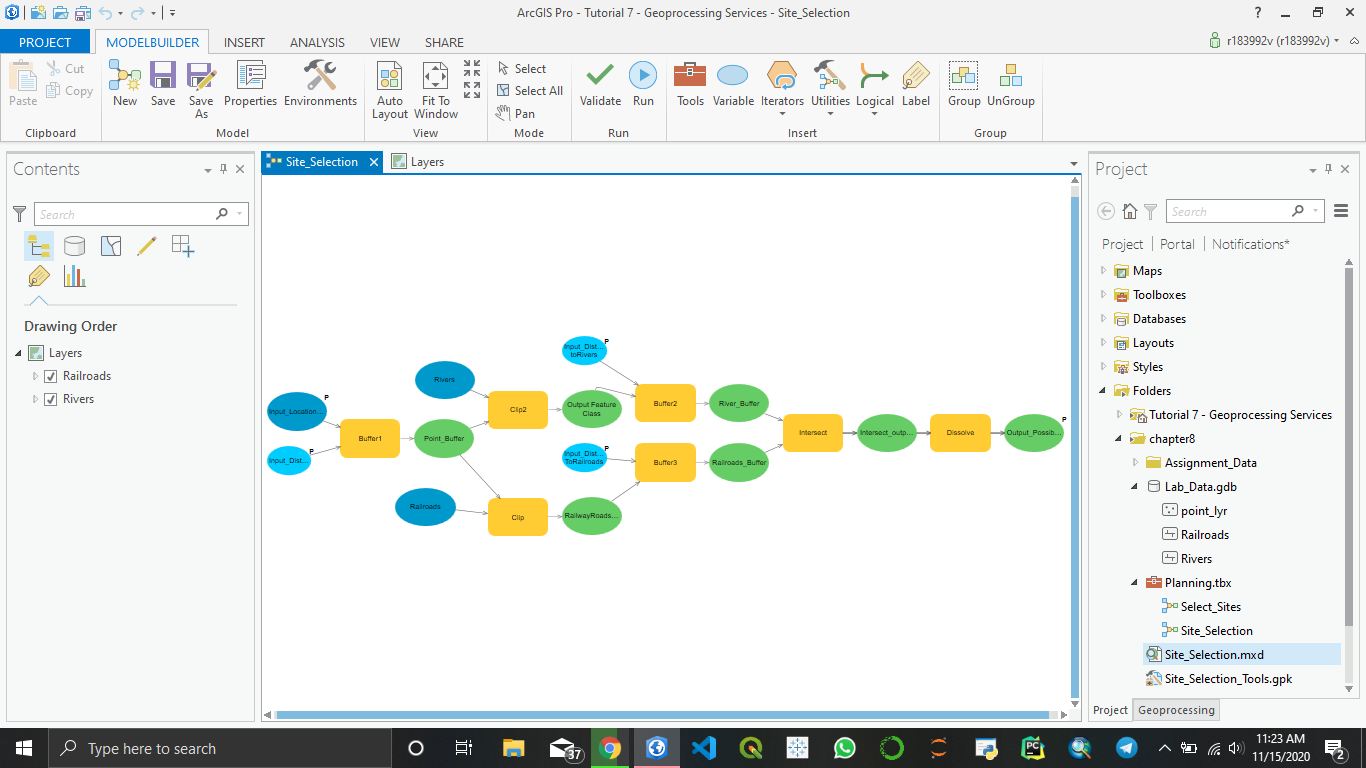 ArcGIS Pro - Tutorial 7 - Geoprocessing Services - Site_Selection
?
PROJECT MODELBUILDER INSERT ANALYSIS VIEW SHARE
r183992v (r183992v)
Paste Cut Copy
Clipboard
New Save Save As Properties Environments
Model
Auto Layout Fit To Window
View
Select
Select All
Pan
Mode
Validate Run
Run
Tools Variable Iterators Utilities Logical Label
Insert
Group UnGroup
Group
Contents
Search
Drawing Order
Layers
Railroads
Rivers
Site_Selection Layers
Input_Dist...
toRivers
P
Rivers
Input_Location...
P
Clip2
Output Feature
Class
Buffer2
River_Buffer
Buffer1
Point_Buffer
Intersect
Intersect_outp...
Dissolve
Output_Possib...
P
Input_Dist...
P
Input_Dist...
ToRailroads
P
Buffer3
Railroads_Buffer
Railroads
Clip
RailwayRoads...
Project
Search
Project Portal Notifications*
Maps
Toolboxes
Databases
Layouts
Styles
Folders
Tutorial 7 - Geoprocessing Services
chapter8
Assignment_Data
Lab_Data.gdb
point_lyr
Railroads
Rivers
Planning.tbx
Select_Sites
Site_Selection
Site_Selection.mxd
Site_Selection_Tools.gpk
Project Geoprocessing
Type here to search
37
PC
11:23 AM
11/15/2020
2